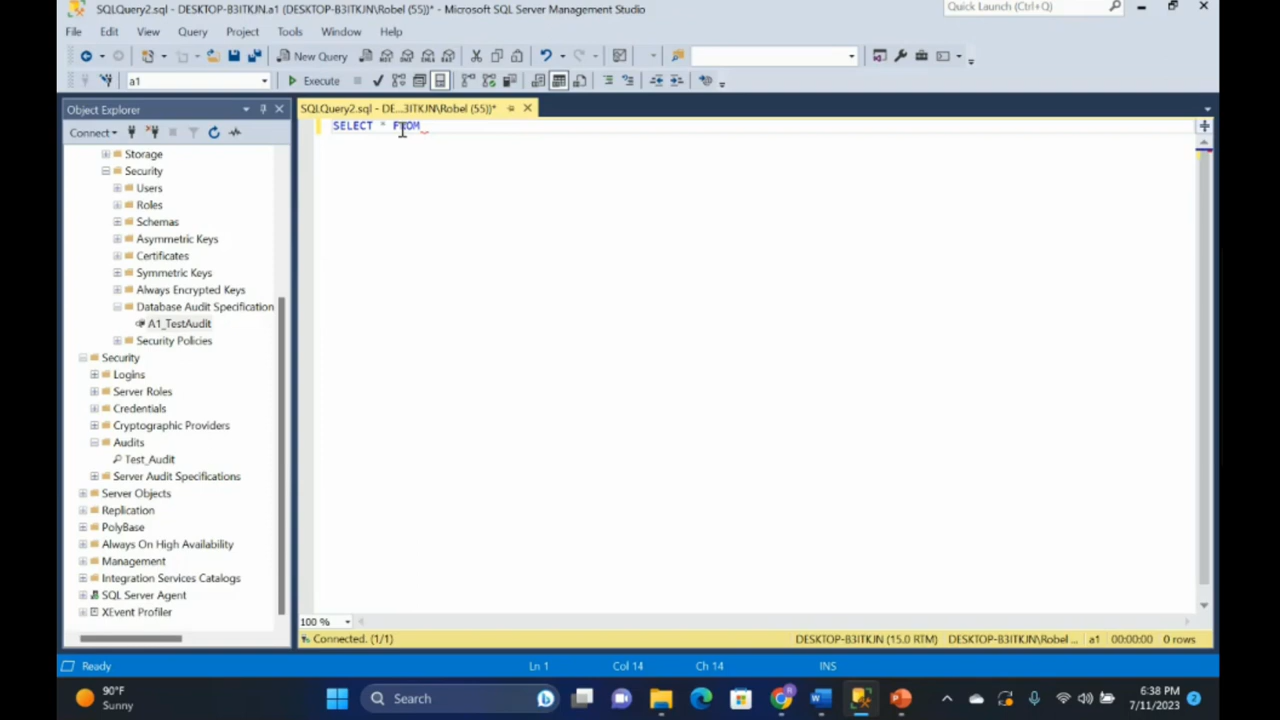 SQLQuery2.sql - DESKTOP-B3ITKJN.a1 (DESKTOP-B3ITKJN\Robel (55))* - Microsoft SQL Server Management Studio
Quick Launch (Ctrl+Q)
File Edit View Query Project Tools Window Help
New Query
a1 Execute
Object Explorer
SQLQuery2.sql - DE...3ITKJN\Robel (55))*
Connect
SELECT * FROM
Storage
Security
Users
Roles
Schemas
Asymmetric Keys
Certificates
Symmetric Keys
Always Encrypted Keys
Database Audit Specification
A1_TestAudit
Security Policies
Security
Logins
Server Roles
Credentials
Cryptographic Providers
Audits
Test_Audit
Server Audit Specifications
Server Objects
Replication
PolyBase
Always On High Availability
Management
Integration Services Catalogs
SQL Server Agent
XEvent Profiler
100 %
Connected. (1/1) DESKTOP-B3ITKJN (15.0 RTM) DESKTOP-B3ITKJN\Robel ... a1 00:00:00 0 rows
Ready Ln 1 Col 14 Ch 14 INS
90°F
Sunny
Search
6:38 PM
7/11/2023
2